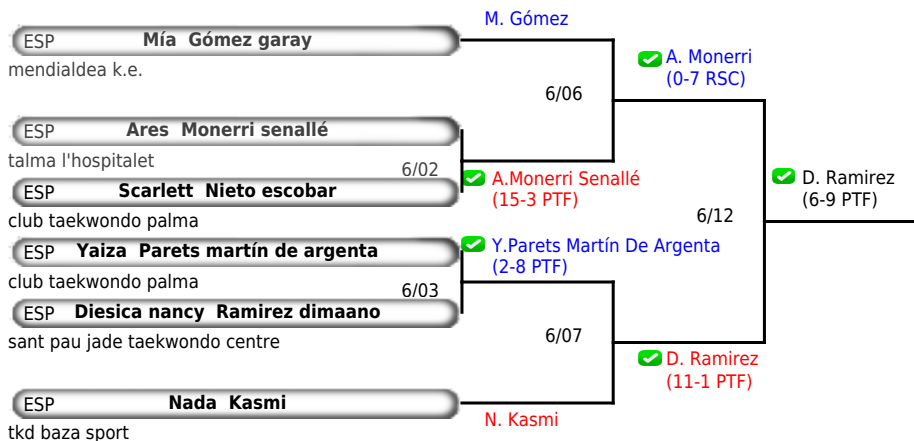 M. Gómez
ESP Mía Gómez garay
mendialdea k.e.
A. Monerri
(0-7 RSC)
6/06
ESP Ares Monerri senallé
talma l'hospitalet
6/02
A.Monerri Senallé
(15-3 PTF)
ESP Scarlett Nieto escobar
club taekwondo palma
D. Ramirez
(6-9 PTF)
6/12
ESP Yaiza Parets martín de argenta
club taekwondo palma
Y.Parets Martín De Argenta
(2-8 PTF)
6/03
ESP Diesica nancy Ramirez dimaano
sant pau jade taekwondo centre
6/07
D. Ramirez
(11-1 PTF)
ESP Nada Kasmi
tkd baza sport
N. Kasmi